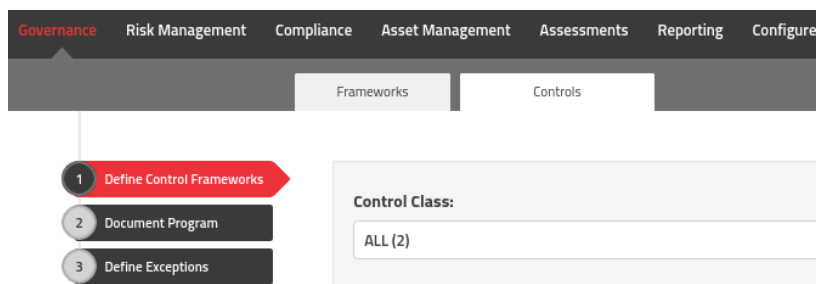 Governance Risk Management Compliance Asset Management Assessments Reporting Configure
Frameworks Controls
1 Define Control Frameworks
2 Document Program
3 Define Exceptions
Control Class:
ALL (2)